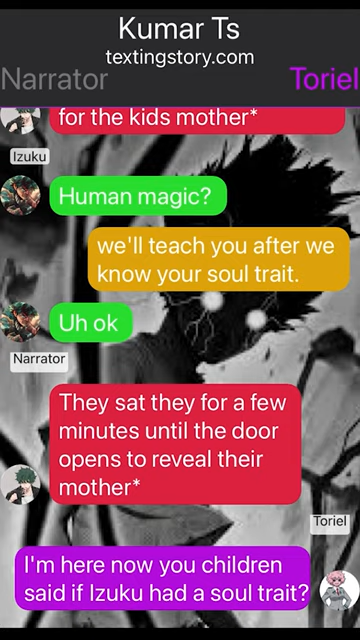 Kumar Ts
textingstory.com
Narrator
Toriel
for the kids mother*
Izuku
Human magic?
we'll teach you after we
know your soul trait.
Uh ok
Narrator
They sat they for a few
minutes until the door
opens to reveal their
mother*
Toriel
I'm here now you children
said if Izuku had a soul trait?